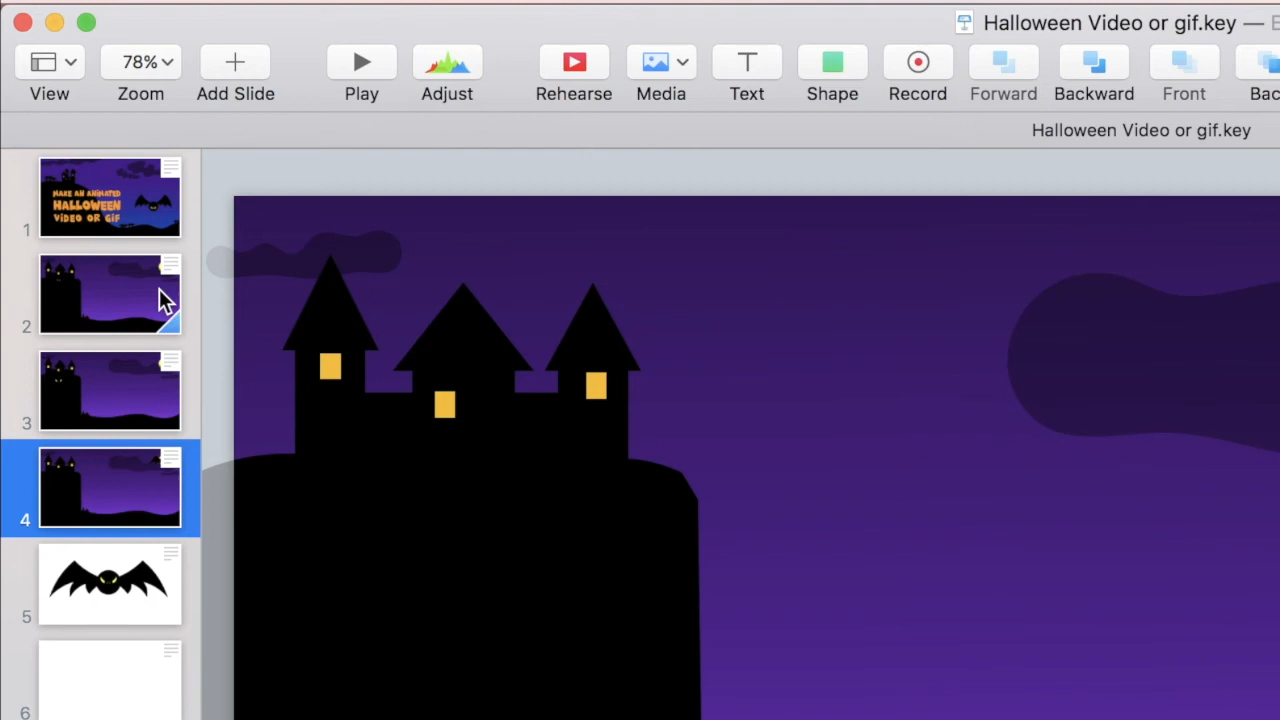 Halloween Video or gif.key — E
78%
View Zoom Add Slide Play Adjust Rehearse Media Text Shape Record Forward Backward Front Bac
Halloween Video or gif.key
MAKE AN ANIMATED
HALLOWEEN
VIDEO OR GIF
1
2
3
4
5
6